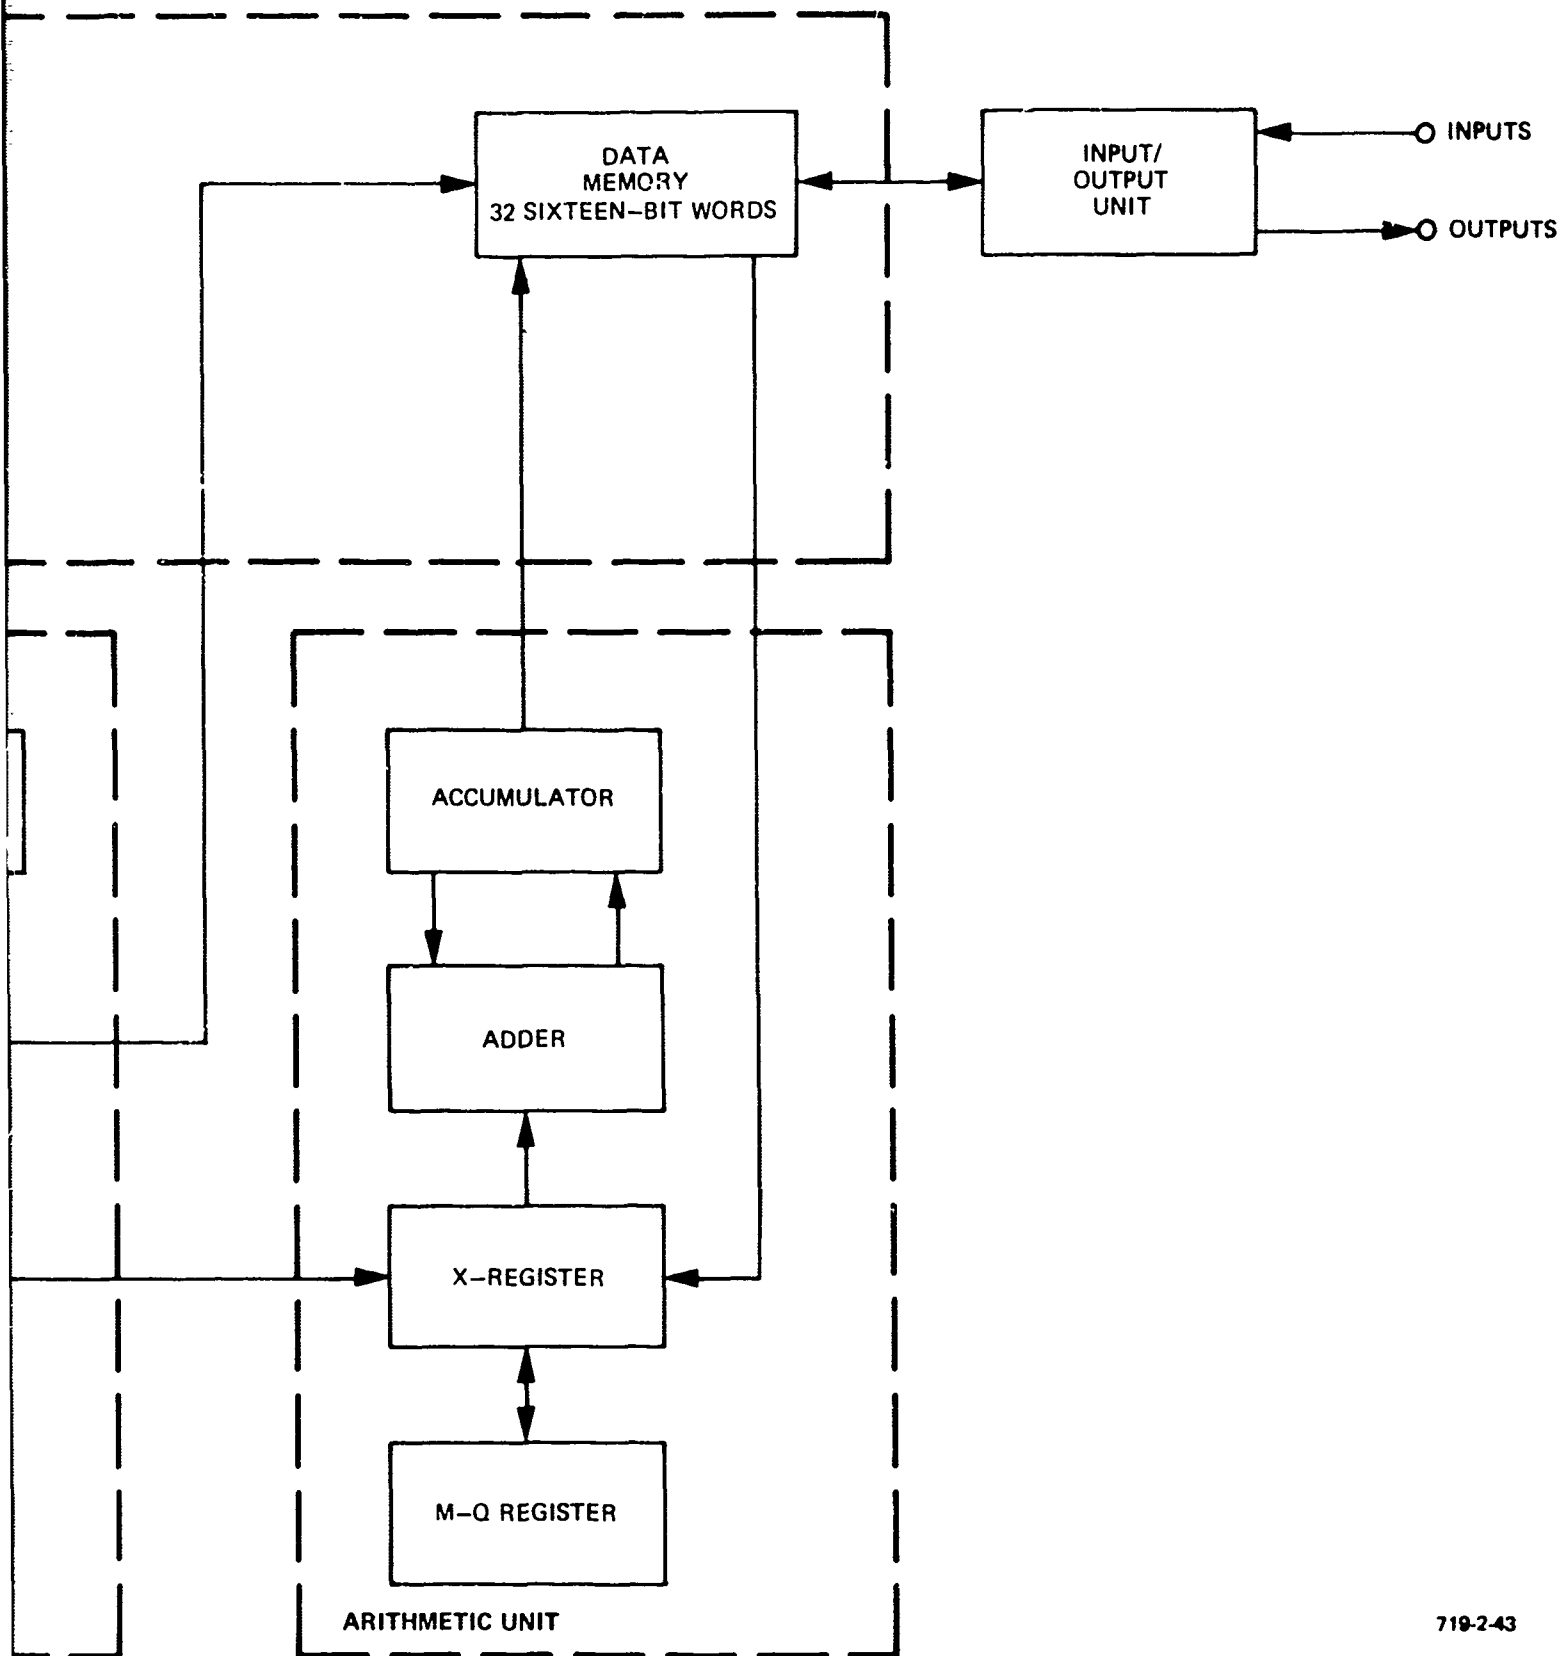 DATA
MEMORY
32 SIXTEEN-BIT WORDS
INPUT/
OUTPUT
UNIT
INPUTS
OUTPUTS
ACCUMULATOR
ADDER
X-REGISTER
M-Q REGISTER
ARITHMETIC UNIT
719-2-43